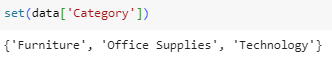 set(data['Category'])
{'Furniture', 'Office Supplies', 'Technology'}